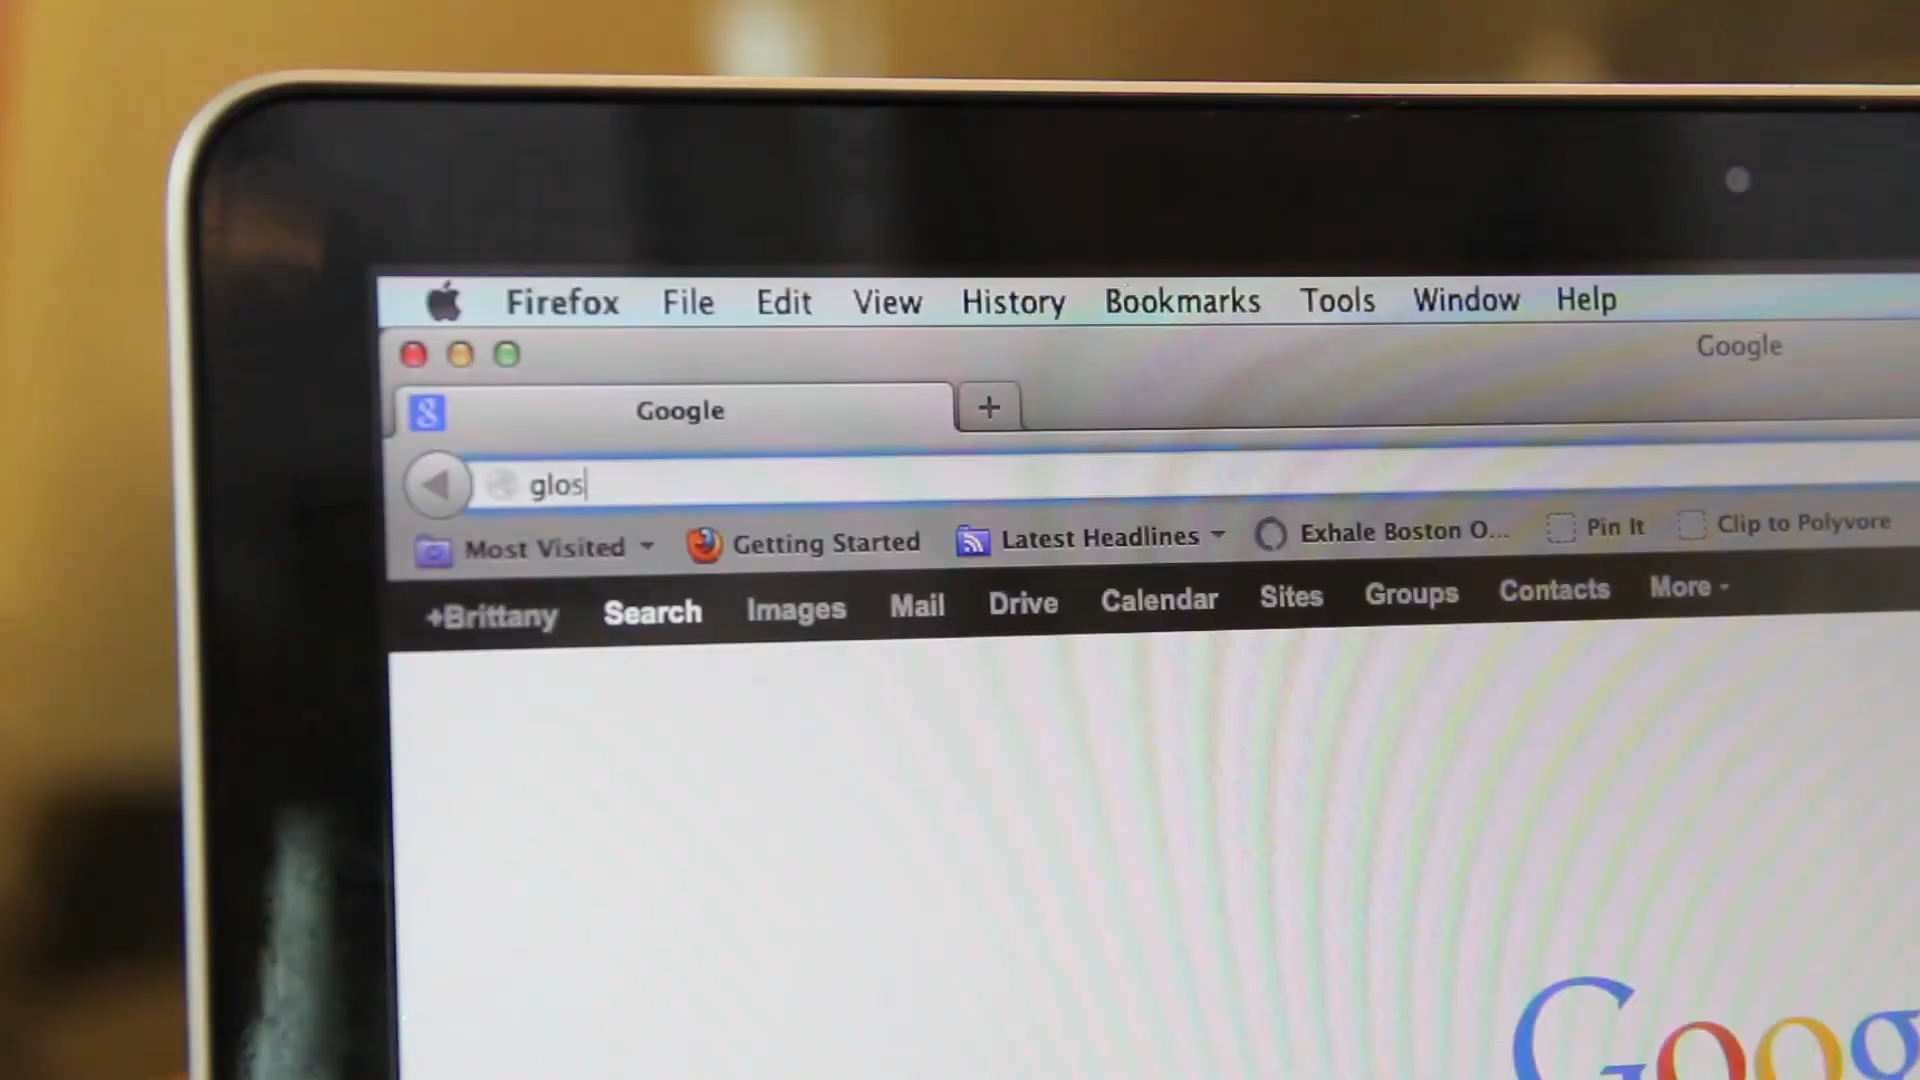 Firefox File Edit View History Bookmarks Tools Window Help
Google
Google +
glos
Most Visited Getting Started Latest Headlines Exhale Boston O... Pin It Clip to Polyvore
+Brittany Search Images Mail Drive Calendar Sites Groups Contacts More
Goog